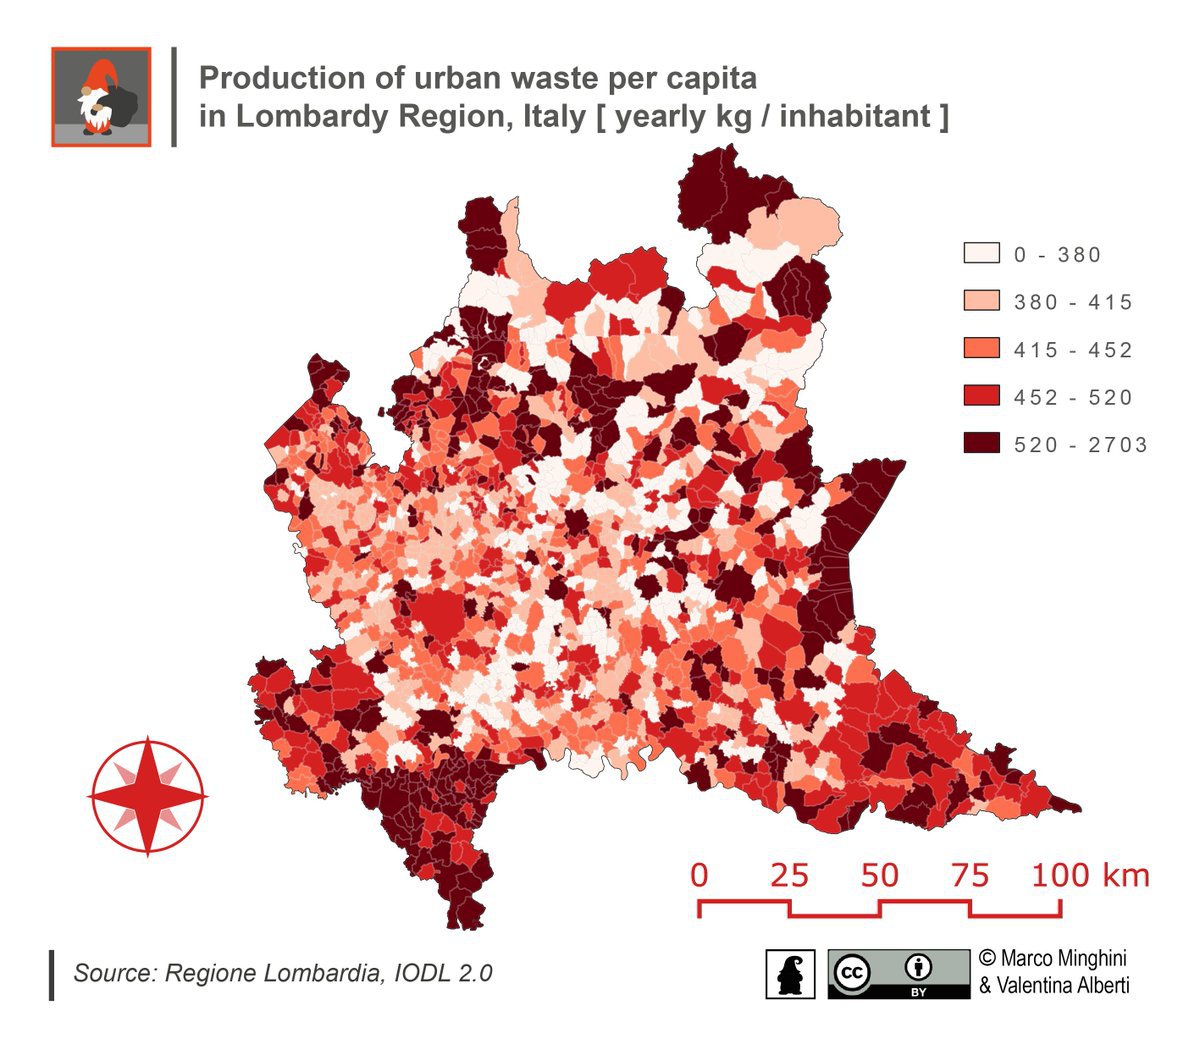 Production of urban waste per capita
in Lombardy Region, Italy [ yearly kg / inhabitant ]
0 - 380
380 - 415
415 - 452
452 - 520
520 - 2703
0 25 50 75 100 km
Source: Regione Lombardia, IODL 2.0
cc
BY
© Marco Minghini
& Valentina Alberti